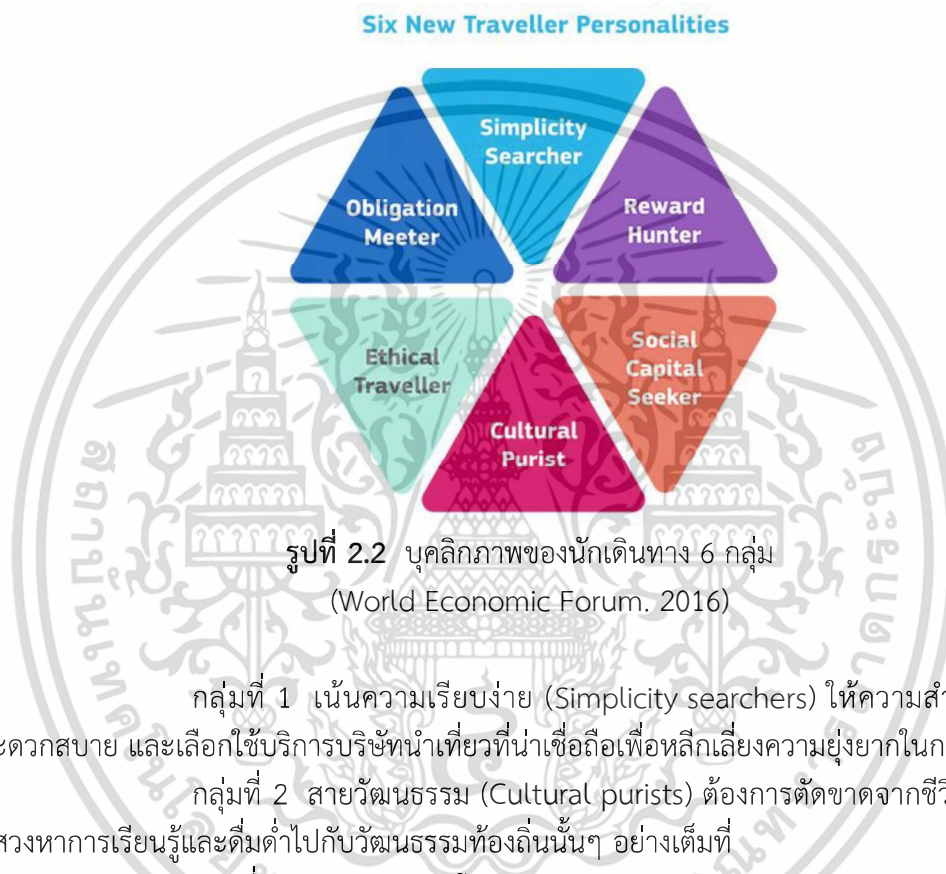 Six New Traveller Personalities
Simplicity
Searcher
Obligation
Meeter
Reward
Hunter
Ethical
Traveller
Social
Capital
Seeker
Cultural
Purist
รูปที่ 2.2 บุคลิกภาพของนักเดินทาง 6 กลุ่ม
(World Economic Forum. 2016)
กลุ่มที่ 1 เน้นความเรียบง่าย (Simplicity searchers) ให้ความสำ
ะดวกสบาย และเลือกใช้บริการบริษัทนำเที่ยวที่น่าเชื่อถือเพื่อหลีกเลี่ยงความยุ่งยากในก
กลุ่มที่ 2 สายวัฒนธรรม (Cultural purists) ต้องการตัดขาดจากชีวิ
สวงหาการเรียนรู้และดื่มด่ำไปกับวัฒนธรรมท้องถิ่นนั้นๆ อย่างเต็มที่